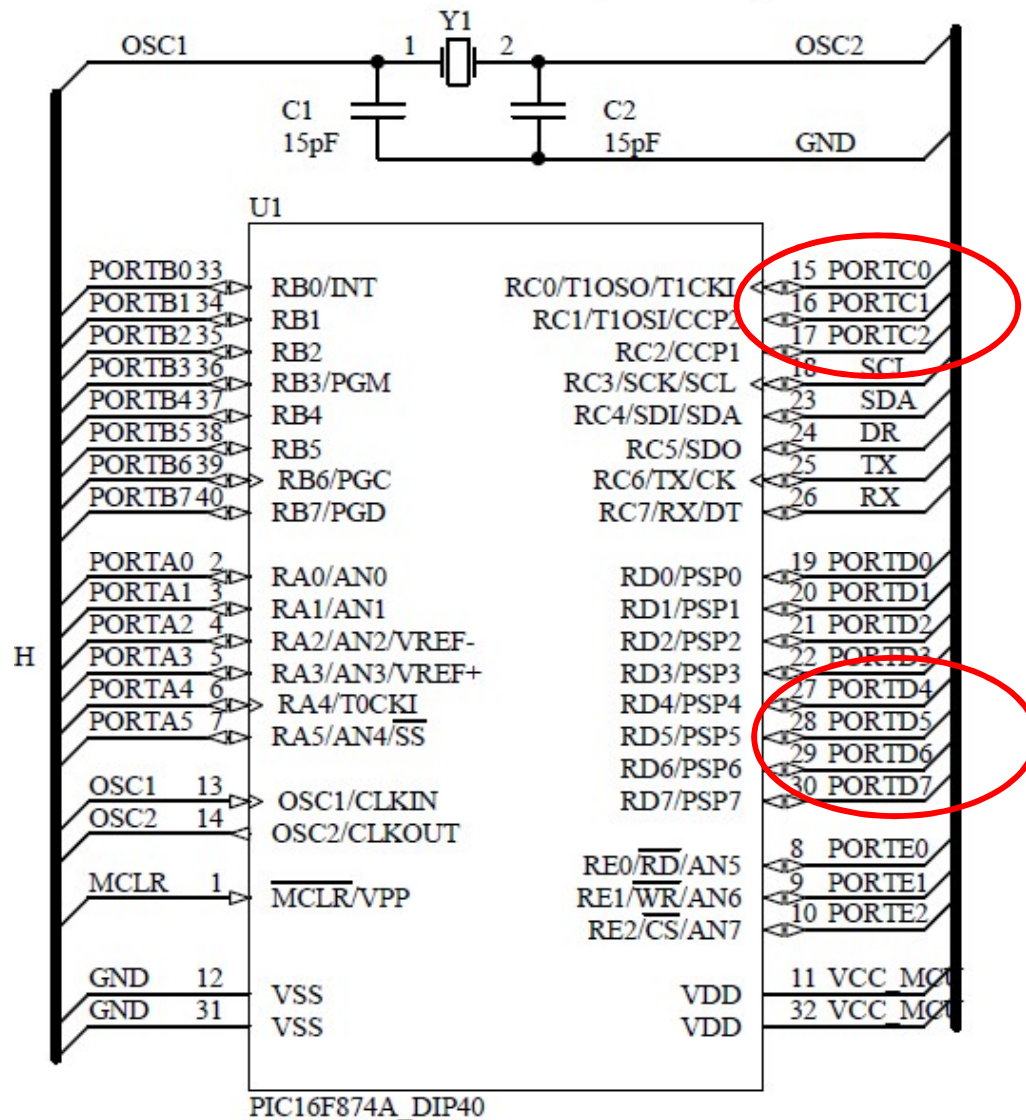 Y1
OSC1 1 2 OSC2
C1 C2
15pF 15pF GND
U1
PORTB0 33 RB0/INT RC0/T1OSO/T1CKI 15 PORTC0
PORTB1 34 RB1 RC1/T1OSI/CCP2 16 PORTC1
PORTB2 35 RB2 RC2/CCP1 17 PORTC2
PORTB3 36 RB3/PGM RC3/SCK/SCL 18 SCL
PORTB4 37 RB4 RC4/SDI/SDA 23 SDA
PORTB5 38 RB5 RC5/SDO 24 DR
PORTB6 39 RB6/PGC RC6/TX/CK 25 TX
PORTB7 40 RB7/PGD RC7/RX/DT 26 RX
PORTA0 2 RA0/AN0 RD0/PSP0 19 PORTD0
PORTA1 3 RA1/AN1 RD1/PSP1 20 PORTD1
PORTA2 4 RA2/AN2/VREF- RD2/PSP2 21 PORTD2
H PORTA3 5 RA3/AN3/VREF+ RD3/PSP3 22 PORTD3
PORTA4 6 RA4/T0CKI RD4/PSP4 27 PORTD4
PORTA5 7 RA5/AN4/SS RD5/PSP5 28 PORTD5
RD6/PSP6 29 PORTD6
OSC1 13 OSC1/CLKIN RD7/PSP7 30 PORTD7
OSC2 14 OSC2/CLKOUT
RE0/RD/AN5 8 PORTE0
MCLR 1 MCLR/VPP RE1/WR/AN6 9 PORTE1
RE2/CS/AN7 10 PORTE2
GND 12 VSS VDD 11 VCC_MCU
GND 31 VSS VDD 32 VCC_MCU
PIC16F874A_DIP40